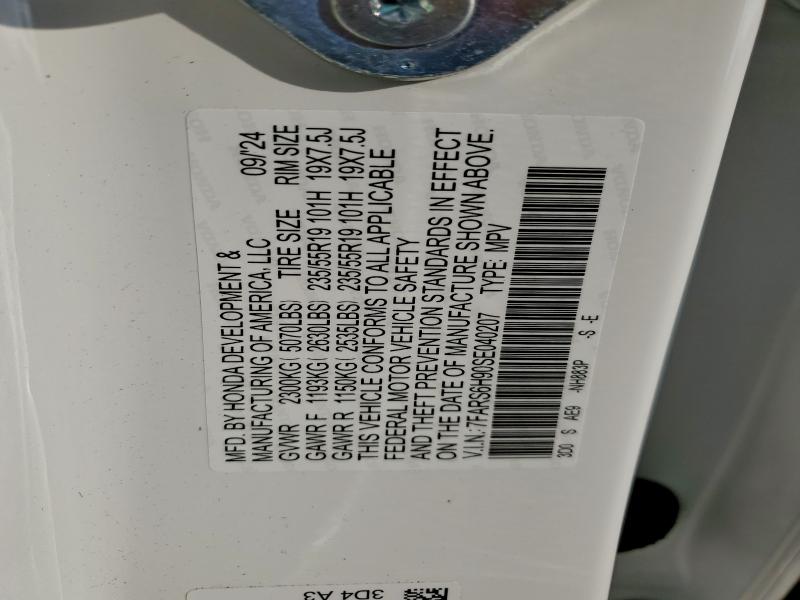 MFD. BY HONDA DEVELOPMENT &
MANUFACTURING OF AMERICA, LLC 09/'24
GVWR 2300KG( 5070LBS) TIRE SIZE RIM SIZE
GAWR F 1193KG( 2630LBS) 235/55R19 101H 19X7.5J
GAWR R 1150KG( 2535LBS) 235/55R19 101H 19X7.5J
THIS VEHICLE CONFORMS TO ALL APPLICABLE
FEDERAL MOTOR VEHICLE SAFETY
AND THEFT PREVENTION STANDARDS IN EFFECT
ON THE DATE OF MANUFACTURE SHOWN ABOVE.
V.I.N.:7FARS6H90SE040207 TYPE: MPV
3D0 S AE9 -NH883P -S -E
3D4 A3